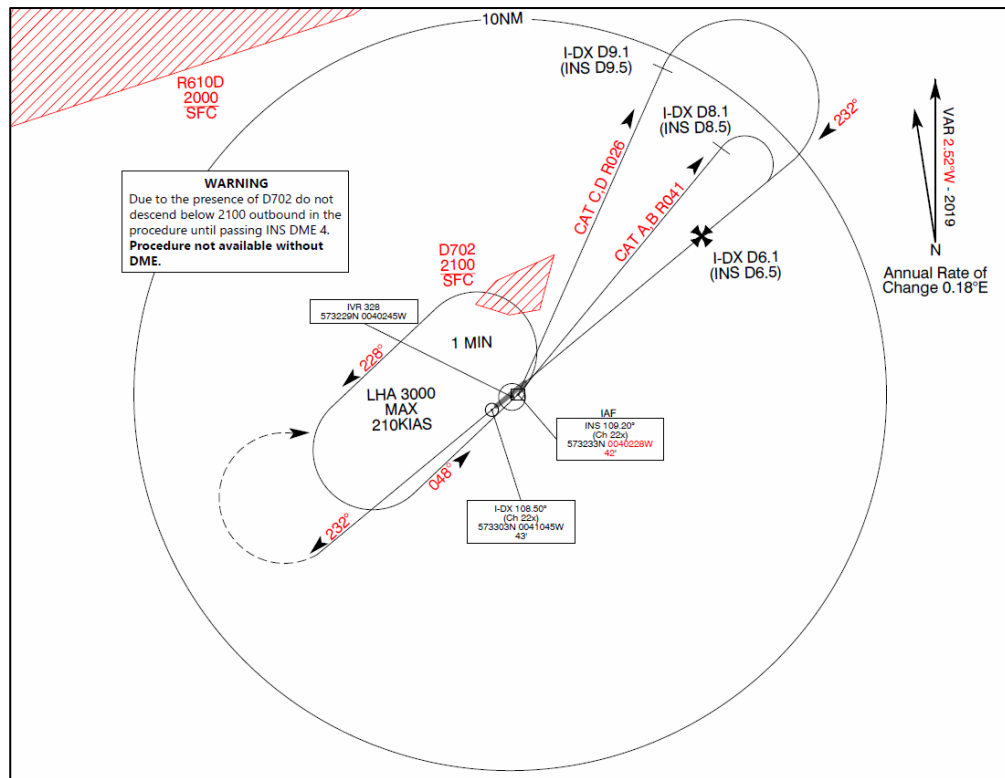 10NM
R610D
2000
SFC
I-DX D9.1
(INS D9.5)
I-DX D8.1
(INS D8.5)
232°
CAT C,D R026
CAT A,B R041
VAR 2.52°W - 2019
N
Annual Rate of
Change 0.18°E
WARNING
Due to the presence of D702 do not
descend below 2100 outbound in the
procedure until passing INS DME 4.
Procedure not available without
DME.
D702
2100
SFC
I-DX D6.1
(INS D6.5)
IVR 328
573229N 0040245W
1 MIN
228°
LHA 3000
MAX
210KIAS
048°
232°
IAF
INS 109.20°
(Ch 22x)
573233N 0040228W
42'
I-DX 108.50°
(Ch 22x)
573303N 0041045W
43'